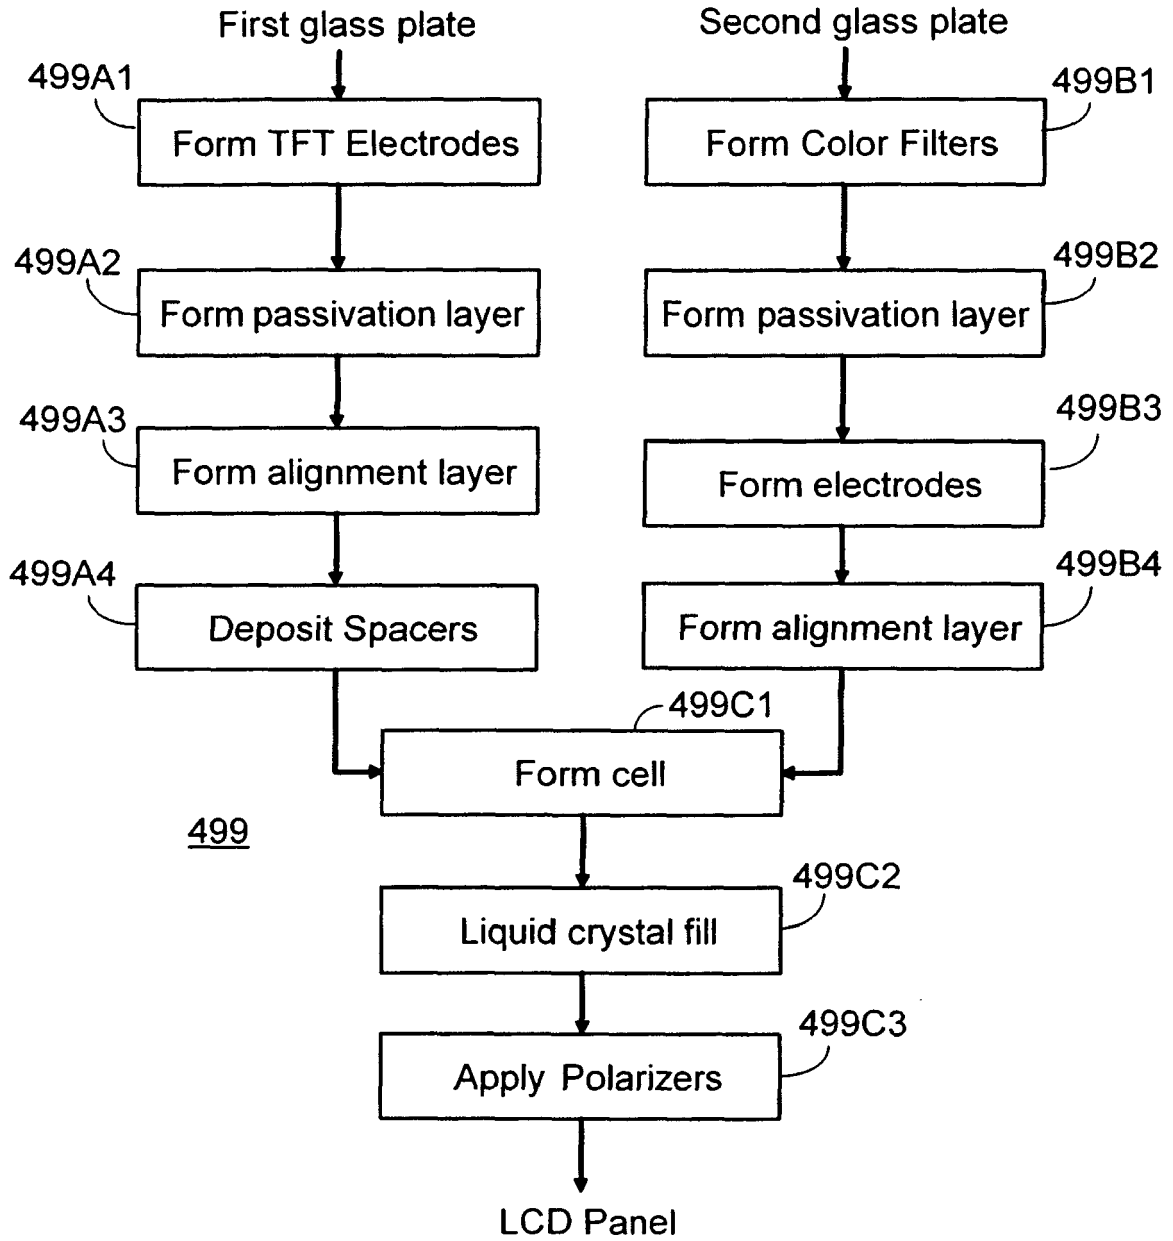 First glass plate
Second glass plate
499A1
Form TFT Electrodes
499B1
Form Color Filters
499A2
Form passivation layer
499B2
Form passivation layer
499A3
Form alignment layer
499B3
Form electrodes
499A4
Deposit Spacers
499B4
Form alignment layer
499C1
Form cell
499
499C2
Liquid crystal fill
499C3
Apply Polarizers
LCD Panel